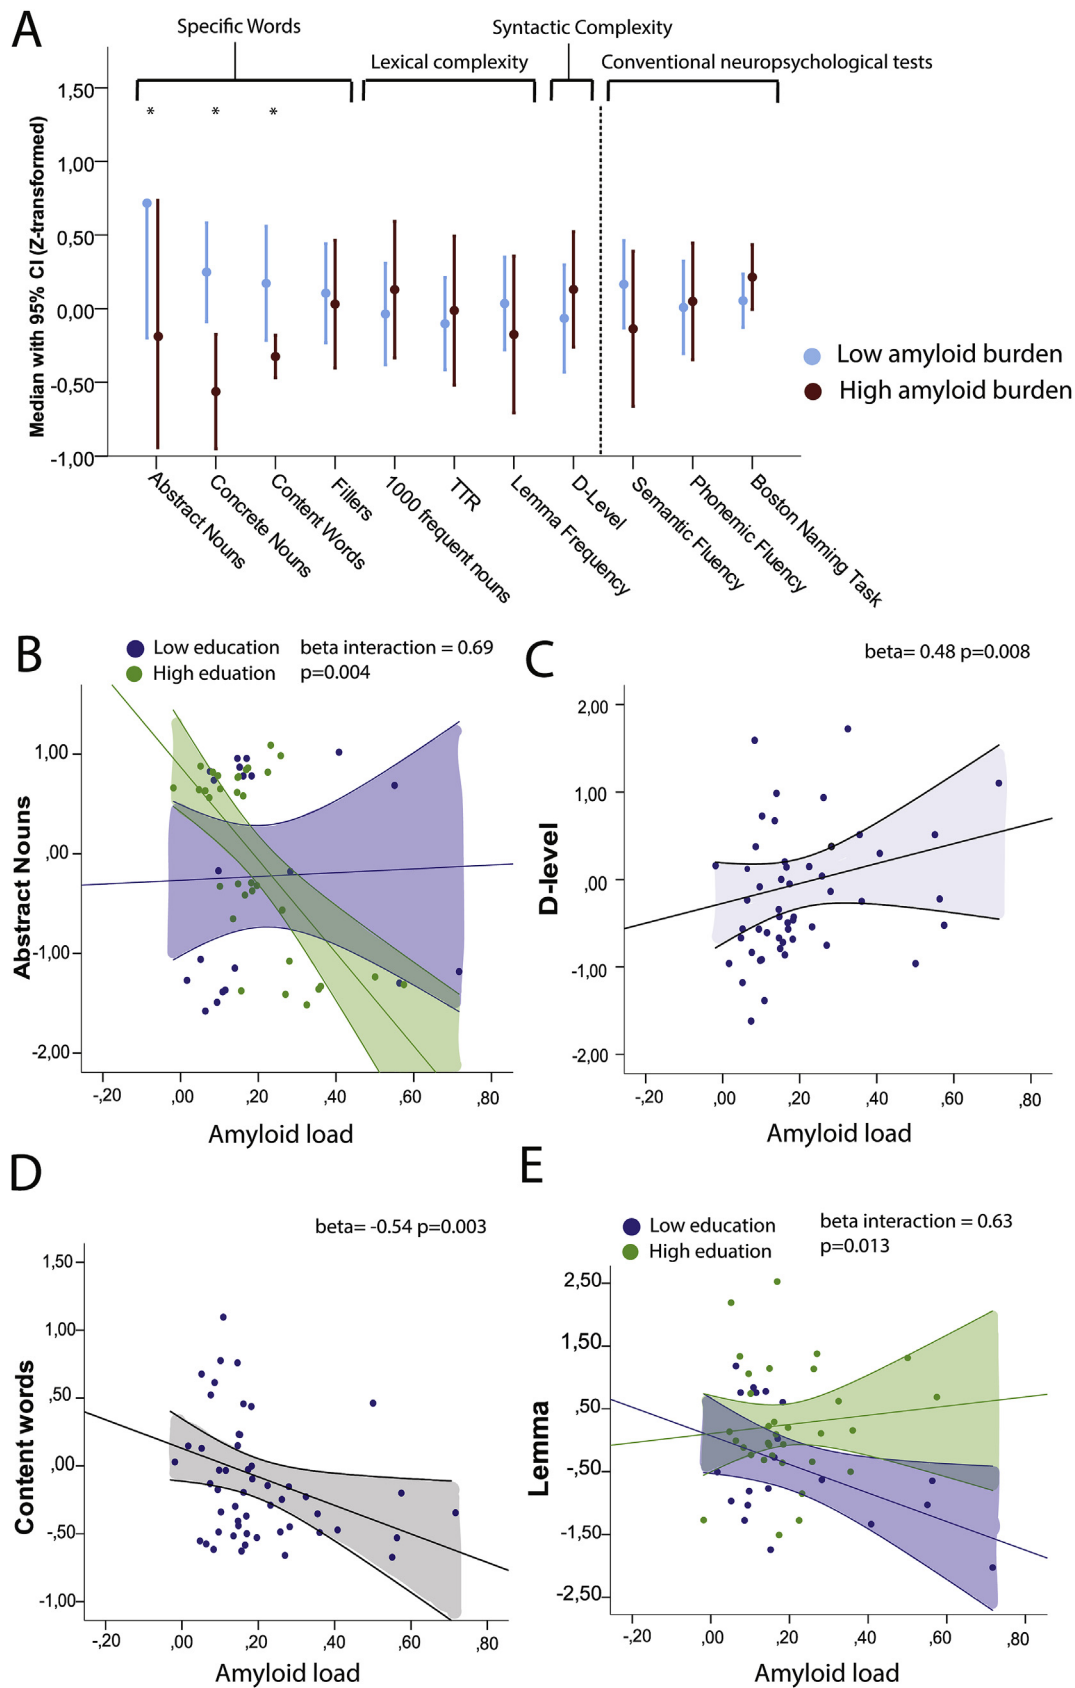 A
Specific Words
Syntactic Complexity
Lexical complexity
Conventional neuropsychological tests
* * *
1,50
1,00
0,50
0,00
-0,50
-1,00
Median with 95% CI (Z-transformed)
Low amyloid burden
High amyloid burden
Abstract Nouns
Concrete Nouns
Content Words
Fillers
1000 frequent nouns
TTR
Lemma Frequency
D-Level
Semantic Fluency
Phonemic Fluency
Boston Naming Task
B
Low education
High eduation
beta interaction = 0.69
p=0.004
1,00
,00
-1,00
-2,00
Abstract Nouns
-,20 ,00 ,20 ,40 ,60 ,80
Amyloid load
C
beta= 0.48 p=0.008
2,00
1,00
,00
-1,00
-2,00
D-level
-,20 ,00 ,20 ,40 ,60 ,80
Amyloid load
D
beta= -0.54 p=0.003
1,50
1,00
,50
,00
-,50
-1,00
Content words
-,20 ,00 ,20 ,40 ,60 ,80
Amyloid load
E
Low education
High eduation
beta interaction = 0.63
p=0.013
2,50
1,50
,50
-,50
-1,50
-2,50
Lemma
-,20 ,00 ,20 ,40 ,60 ,80
Amyloid load